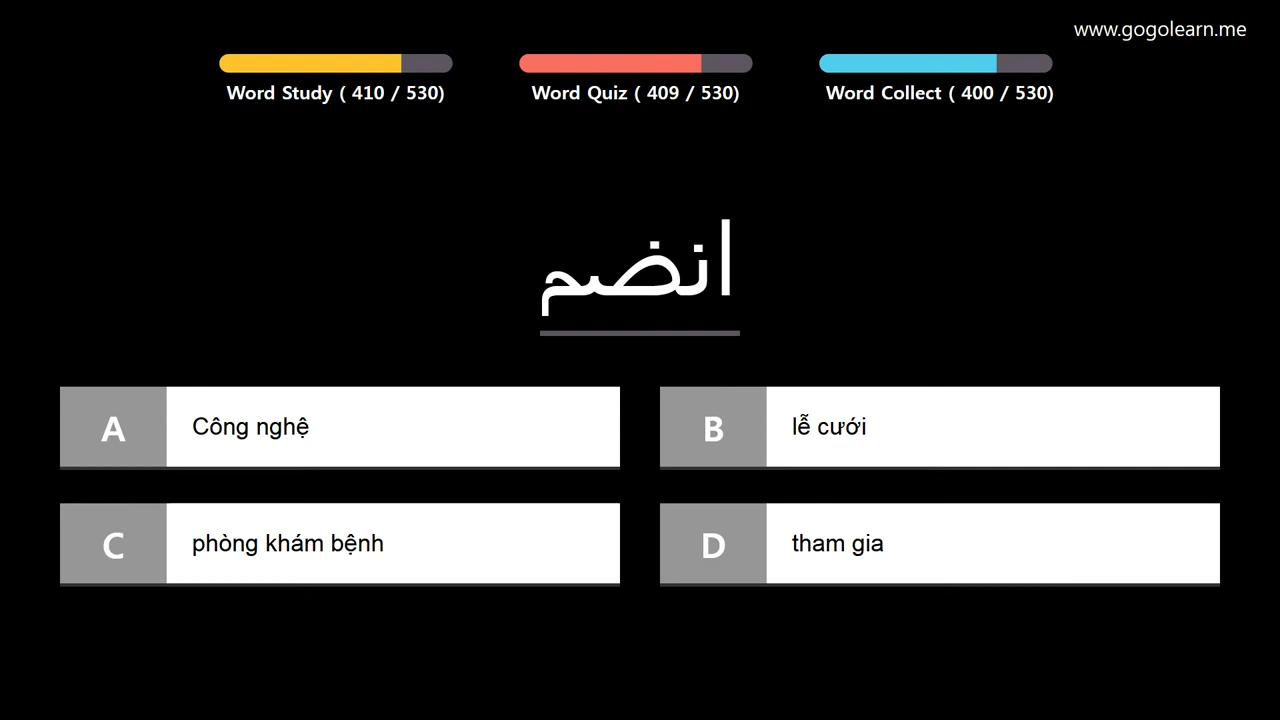 www.gogolearn.me
Word Study ( 410 / 530)
Word Quiz ( 409 / 530)
Word Collect ( 400 / 530)
انضم
A
Công nghệ
B
lễ cưới
C
phòng khám bệnh
D
tham gia